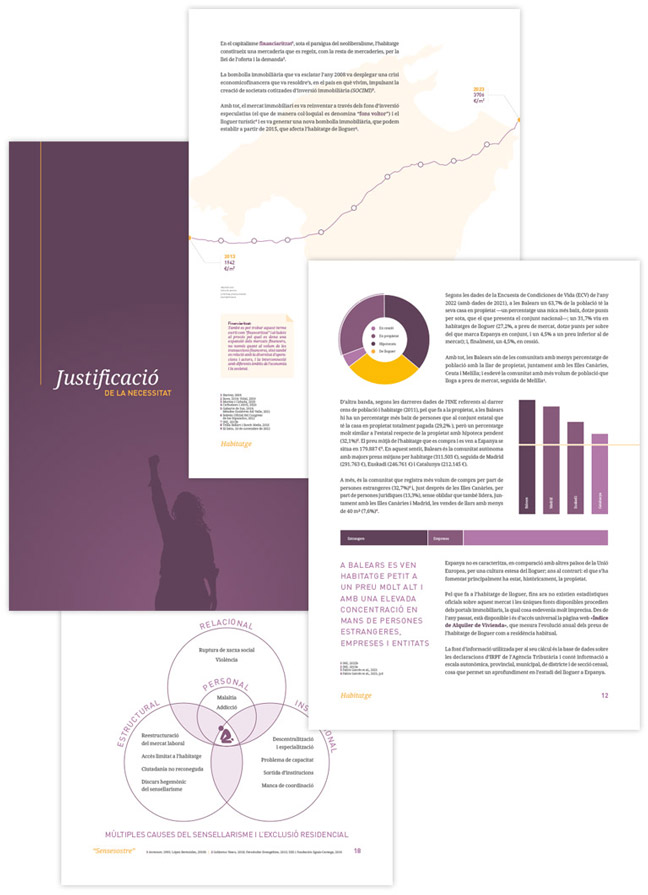 En el capitalisme financiaritzat¹, sota el paraigua del neoliberalisme, l'habitatge
constitueix una mercaderia que es regeix, com la resta de mercaderies, per la
llei de l'oferta i la demanda².
La bombolla immobiliària que va esclatar l'any 2008 va desplegar una crisi
economicofinancera que va resoldre's, en el país en què vivim, impulsant la
creació de societats cotitzades d'inversió immobiliària (SOCIMI)³.
Amb tot, el mercat immobiliari es va reinventar a través dels fons d'inversió
especulatius (al que de manera col·loquial es denomina "fons voltor") i el
lloguer turístic⁴ i es va generar una nova bombolla immobiliària, que podem
establir a partir de 2015, que afecta l'habitatge de lloguer⁵.
2023
3706
€/m²
2013
1942
€/m²
Financiaritzat:
Habitatge
Justificació
DE LA NECESSITAT
En cessió
En propietat
Hipoteca
De lloguer
Segons les dades de la Encuesta de Condiciones de Vida (ECV) de l'any
2022 (amb dades de 2021), a les Balears un 63,7% de població té la
seva casa en propietat —un percentatge una mica més baix, dotze punts
per sota, que el que presenta el conjunt nacional—; un 31,7% viu en
habitatges de lloguer (27,2%, a preu de mercat, dotze punts per sobre
del que marca Espanya en conjunt, i un 4,5% a un preu inferior al de
mercat); i, finalment, un 4,5%, en cessió.
Amb tot, les Balears són de les comunitats amb menys percentatge de
població amb la llar de propietat, juntament amb les Illes Canàries,
Ceuta i Melilla, i esdevé la comunitat amb més volum de població que
lloga a preu de mercat, seguida de Melilla¹.
D'altra banda, segons les darreres dades de l'INE referents al darrer
cens de població i habitatge (2011), pel que fa a la propietat, a les Balears
hi ha un percentatge més baix de persones que al conjunt estatal que
té la casa en propietat totalment pagada (29,2% ), però un percentatge
molt similar a l'estatal respecte de la propietat amb hipoteca pendent
(32,1%)². El preu mitjà de l'habitatge que es compra i es ven a Espanya se
situa en 179.887 €³. En aquest sentit, Balears és la comunitat autònoma
amb majors preus mitjans per habitatge (311.503 €), seguida de Madrid
(291.763 €), Euskadi (246.761 €) i Catalunya (212.145 €).
A més, és la comunitat que registra més volum de compra per part de
persones estrangeres (32,7%)⁴ i, just després de les Illes Canàries, per
part de persones jurídiques (15,3%), sense oblidar que també lidera, jun-
tament amb les Illes Canàries i Madrid, les vendes de llars amb menys
de 40 m² (7,6%)⁵.
Balears
Madrid
Euskadi
Catalunya
Estrangers
Empreses
A BALEARS ES VEN
HABITATGE PETIT A
UN PREU MOLT ALT I
AMB UNA ELEVADA
CONCENTRACIÓ EN
MANS DE PERSONES
ESTRANGERES,
EMPRESES I ENTITATS
Espanya no es caracteritza, en comparació amb altres països de la Unió
Europea, per una cultura estesa del lloguer; ans al contrari: el que s'ha
fomentat principalment ha estat, històricament, la propietat.
Pel que fa a l'habitatge de lloguer, fins ara no existien estadístiques
oficials sobre aquest mercat i les úniques fonts disponibles procedien
dels portals immobiliaris, la qual cosa esdevenia molt imprecisa. Des de
l'any passat, està disponible i és d'accés universal la pàgina web «Índice
de Alquiler de Vivienda», que mesura l'evolució anual dels preus de
l'habitatge de lloguer com a residència habitual.
La font d'informació utilitzada per al seu càlcul és la base de dades sobre
les declaracions d'IRPF de l'Agència Tributària i conté informació a
escala autonòmica, provincial, municipal, de districte i de secció censal,
cosa que permet un aprofundiment en l'estudi del lloguer a Espanya.
Habitatge
12
RELACIONAL
Ruptura de xarxa social
Violència
PERSONAL
Malaltia
Addicció
ESTRUCTURAL
Reestructuració
del mercat laboral
Accés limitat a l'habitatge
Ciutadania no reconeguda
Discurs hegemònic
del sensellarisme
INS
IONAL
Descentralització
i especialització
Problema de capacitat
Sortida d'institucions
Manca de coordinació
MÚLTIPLES CAUSES DEL SENSELLARISME I L'EXCLUSIÓ RESIDENCIAL
"Sensesostre"
18